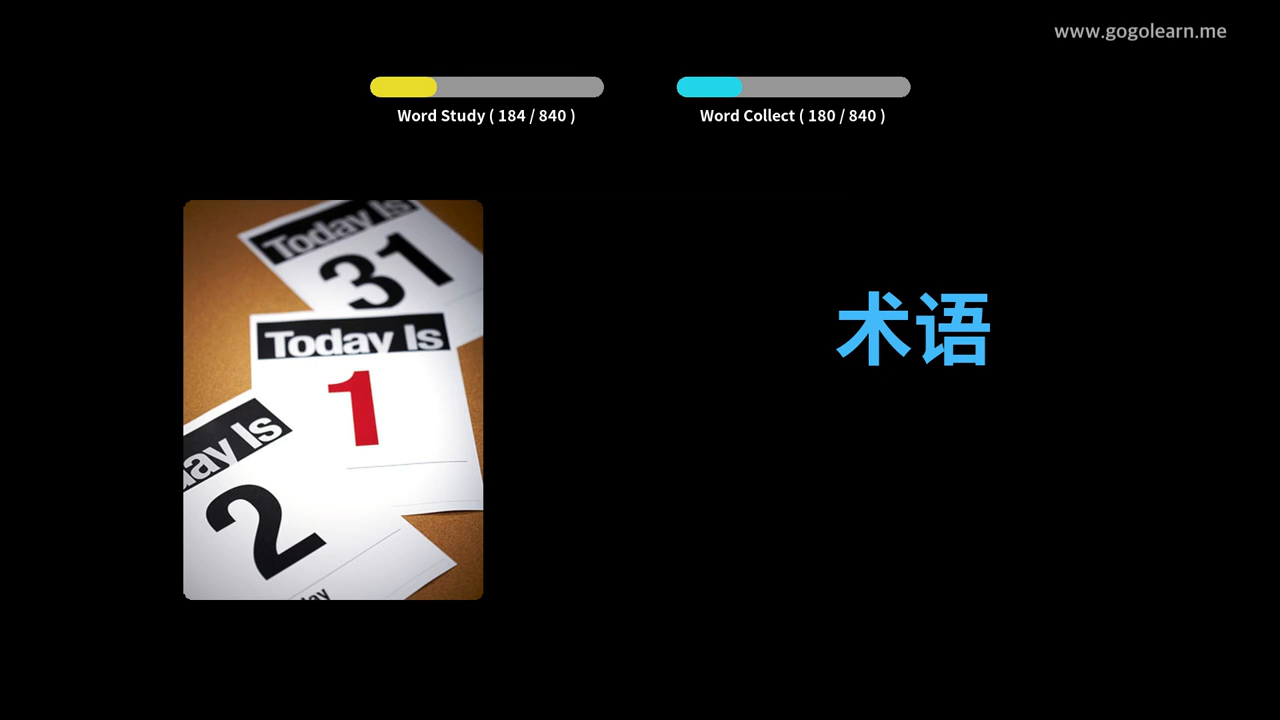 www.gogolearn.me
Word Study ( 184 / 840 )
Word Collect ( 180 / 840 )
Today Is
31
Today Is
1
术语
ay Is
2
ay